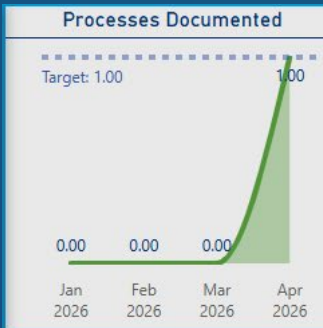 Processes Documented
Target: 1.00
1.00
0.00 0.00 0.00
Jan Feb Mar Apr
2026 2026 2026 2026